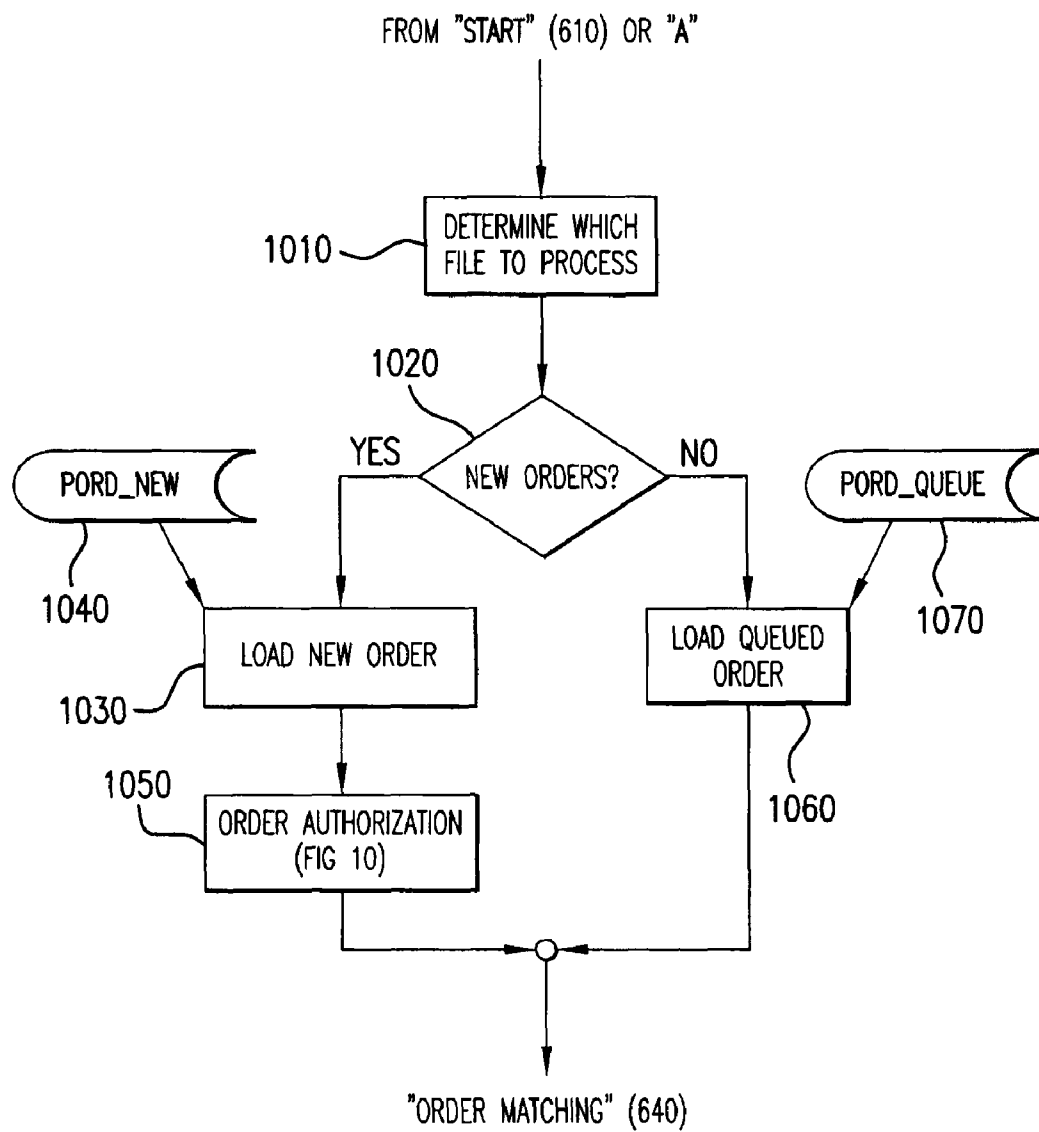 FROM "START" (610) OR "A"
DETERMINE WHICH
FILE TO PROCESS
1010
1020
YES
NEW ORDERS?
NO
PORD_NEW
PORD_QUEUE
1040
1070
LOAD NEW ORDER
LOAD QUEUED
ORDER
1030
1060
1050
ORDER AUTHORIZATION
(FIG 10)
"ORDER MATCHING" (640)